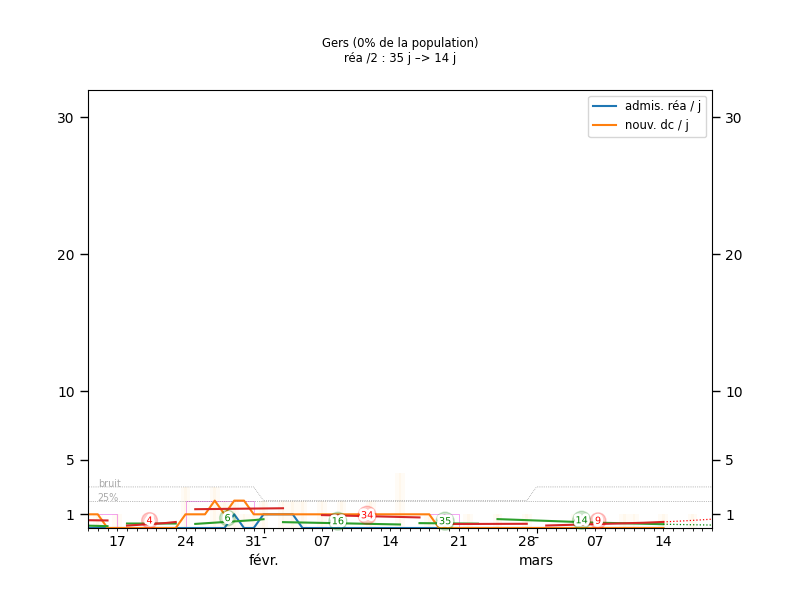 Gers (0% de la population)
réa /2 : 35 j –> 14 j
admis. réa / j
nouv. dc / j
30 30
20 20
10 10
5 5
bruit
25%
1 4 6 16 34 35 14 9 1
17 24 31 07 14 21 28 07 14
févr. mars